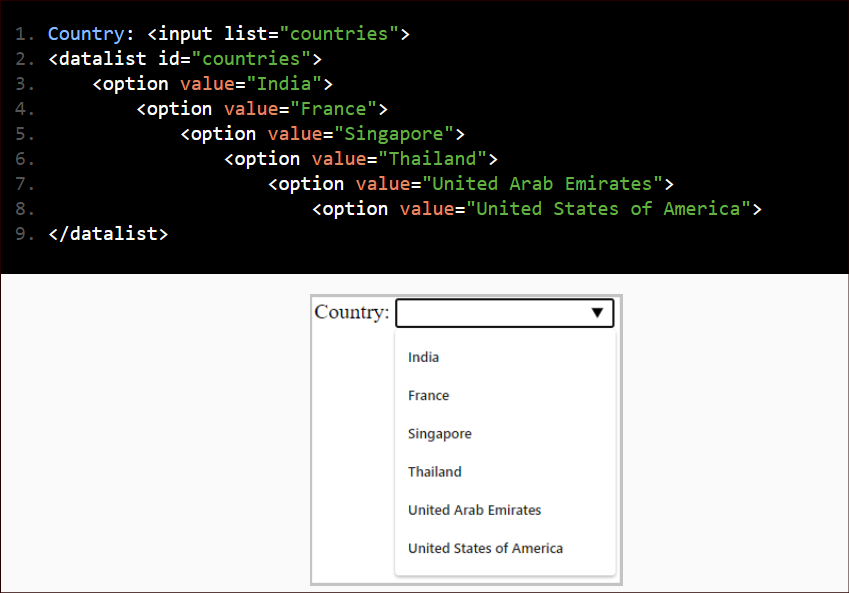 1. Country: <input list="countries">
2. <datalist id="countries">
3. <option value="India">
4. <option value="France">
5. <option value="Singapore">
6. <option value="Thailand">
7. <option value="United Arab Emirates">
8. <option value="United States of America">
9. </datalist>
Country: ▼
India
France
Singapore
Thailand
United Arab Emirates
United States of America